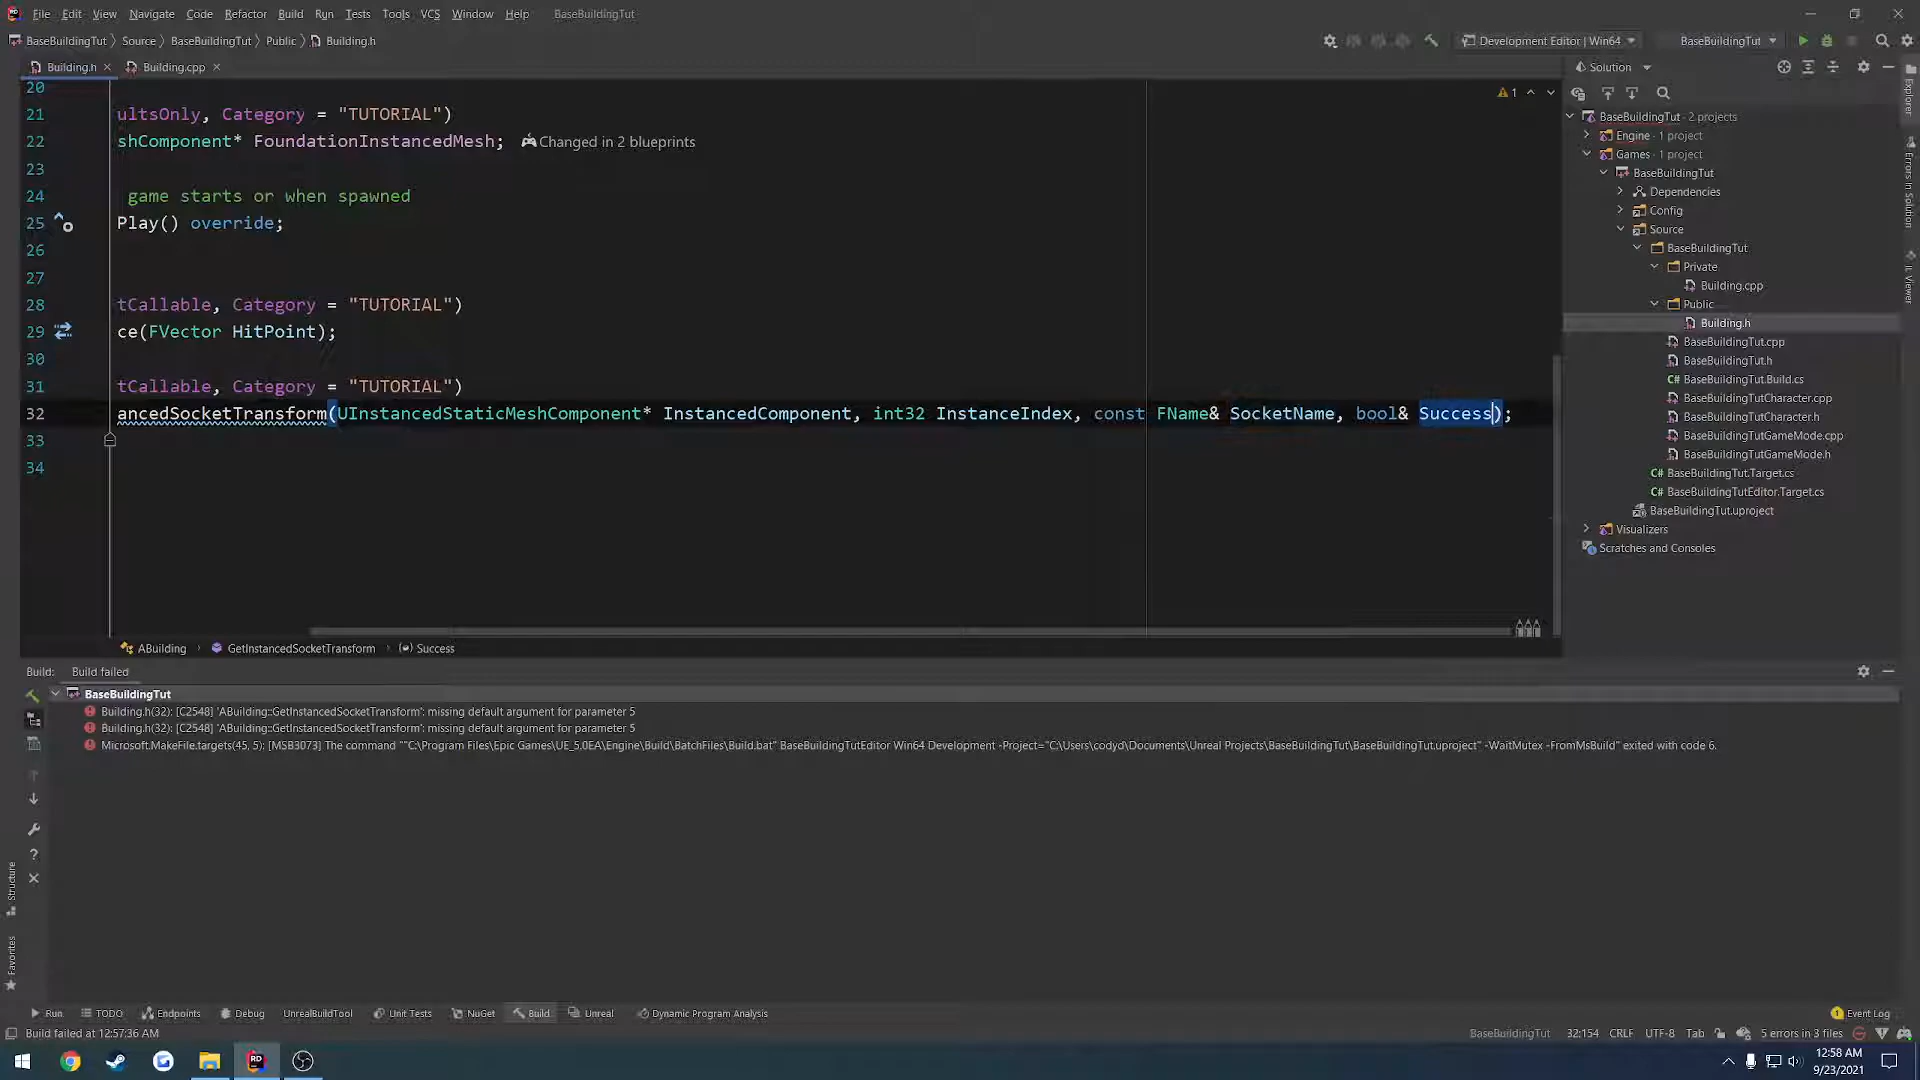 File Edit View Navigate Code Refactor Build Run Tests Tools VCS Window Help BaseBuildingTut
BaseBuildingTut Source BaseBuildingTut Public Building.h
Development Editor | Win64 BaseBuildingTut
Building.h Building.cpp
Solution
20
21 ultsOnly, Category = "TUTORIAL")
22 shComponent* FoundationInstancedMesh; Changed in 2 blueprints
23
24 game starts or when spawned
25 Play() override;
26
27
28 tCallable, Category = "TUTORIAL")
29 ce(FVector HitPoint);
30
31 tCallable, Category = "TUTORIAL")
32 ancedSocketTransform(UInstancedStaticMeshComponent* InstancedComponent, int32 InstanceIndex, const FName& SocketName, bool& Success);
33
34
1
BaseBuildingTut · 2 projects
Engine · 1 project
Games · 1 project
BaseBuildingTut
Dependencies
Config
Source
BaseBuildingTut
Private
Building.cpp
Public
Building.h
BaseBuildingTut.cpp
BaseBuildingTut.h
C# BaseBuildingTut.Build.cs
BaseBuildingTutCharacter.cpp
BaseBuildingTutCharacter.h
BaseBuildingTutGameMode.cpp
BaseBuildingTutGameMode.h
C# BaseBuildingTut.Target.cs
C# BaseBuildingTutEditor.Target.cs
BaseBuildingTut.uproject
Visualizers
Scratches and Consoles
Explorer
Errors In Solution
IL Viewer
ABuilding GetInstancedSocketTransform Success
Build: Build failed
BaseBuildingTut
Building.h(32): [C2548] 'ABuilding::GetInstancedSocketTransform': missing default argument for parameter 5
Building.h(32): [C2548] 'ABuilding::GetInstancedSocketTransform': missing default argument for parameter 5
Microsoft.MakeFile.targets(45, 5): [MSB3073] The command ""C:\Program Files\Epic Games\UE_5.0EA\Engine\Build\BatchFiles\Build.bat" BaseBuildingTutEditor Win64 Development -Project="C:\Users\codyd\Documents\Unreal Projects\BaseBuildingTut\BaseBuildingTut.uproject" -WaitMutex -FromMsBuild" exited with code 6.
Structure
Favorites
Run TODO Endpoints Debug UnrealBuildTool Unit Tests NuGet Build Unreal Dynamic Program Analysis 1 Event Log
Build failed at 12:57:36 AM BaseBuildingTut 32:154 CRLF UTF-8 Tab 5 errors in 3 files
RD
12:58 AM
9/23/2021